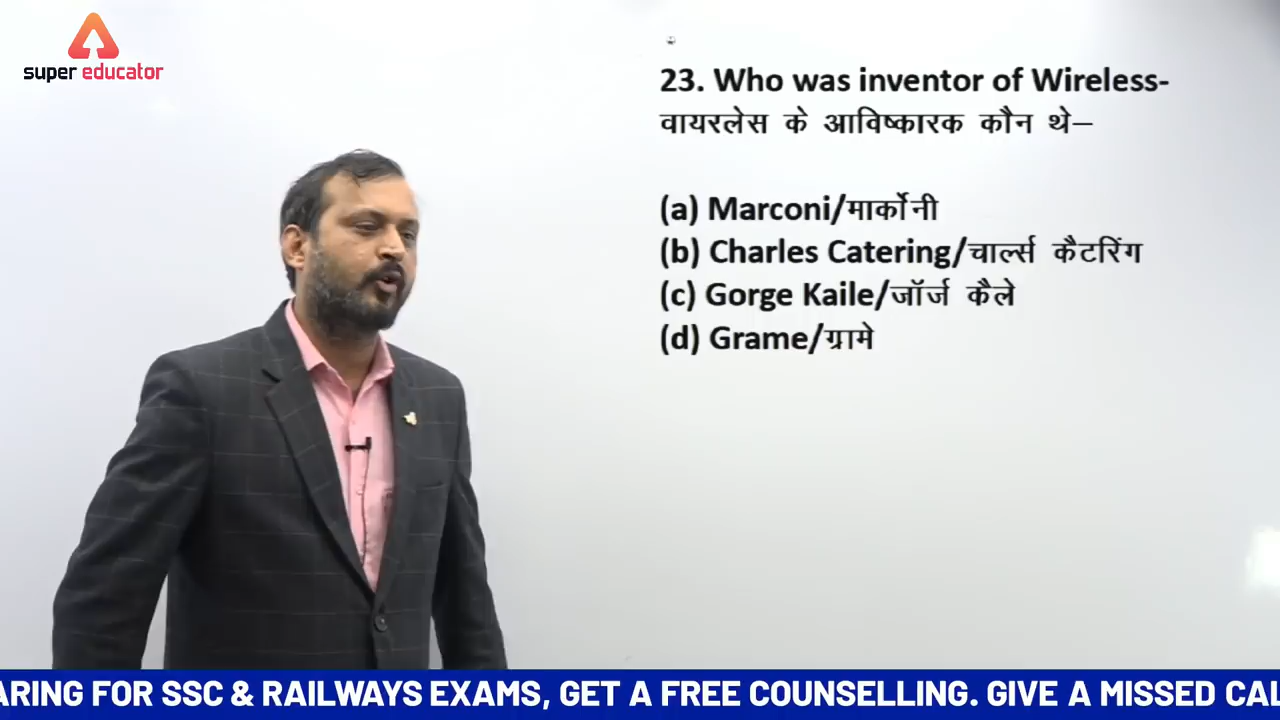 super educator
23. Who was inventor of Wireless-
वायरलेस के आविष्कारक कौन थे–
(a) Marconi/मार्कोनी
(b) Charles Catering/चार्ल्स कैटरिंग
(c) Gorge Kaile/जॉर्ज कैले
(d) Grame/ग्रामे
ARING FOR SSC & RAILWAYS EXAMS, GET A FREE COUNSELLING. GIVE A MISSED CAL